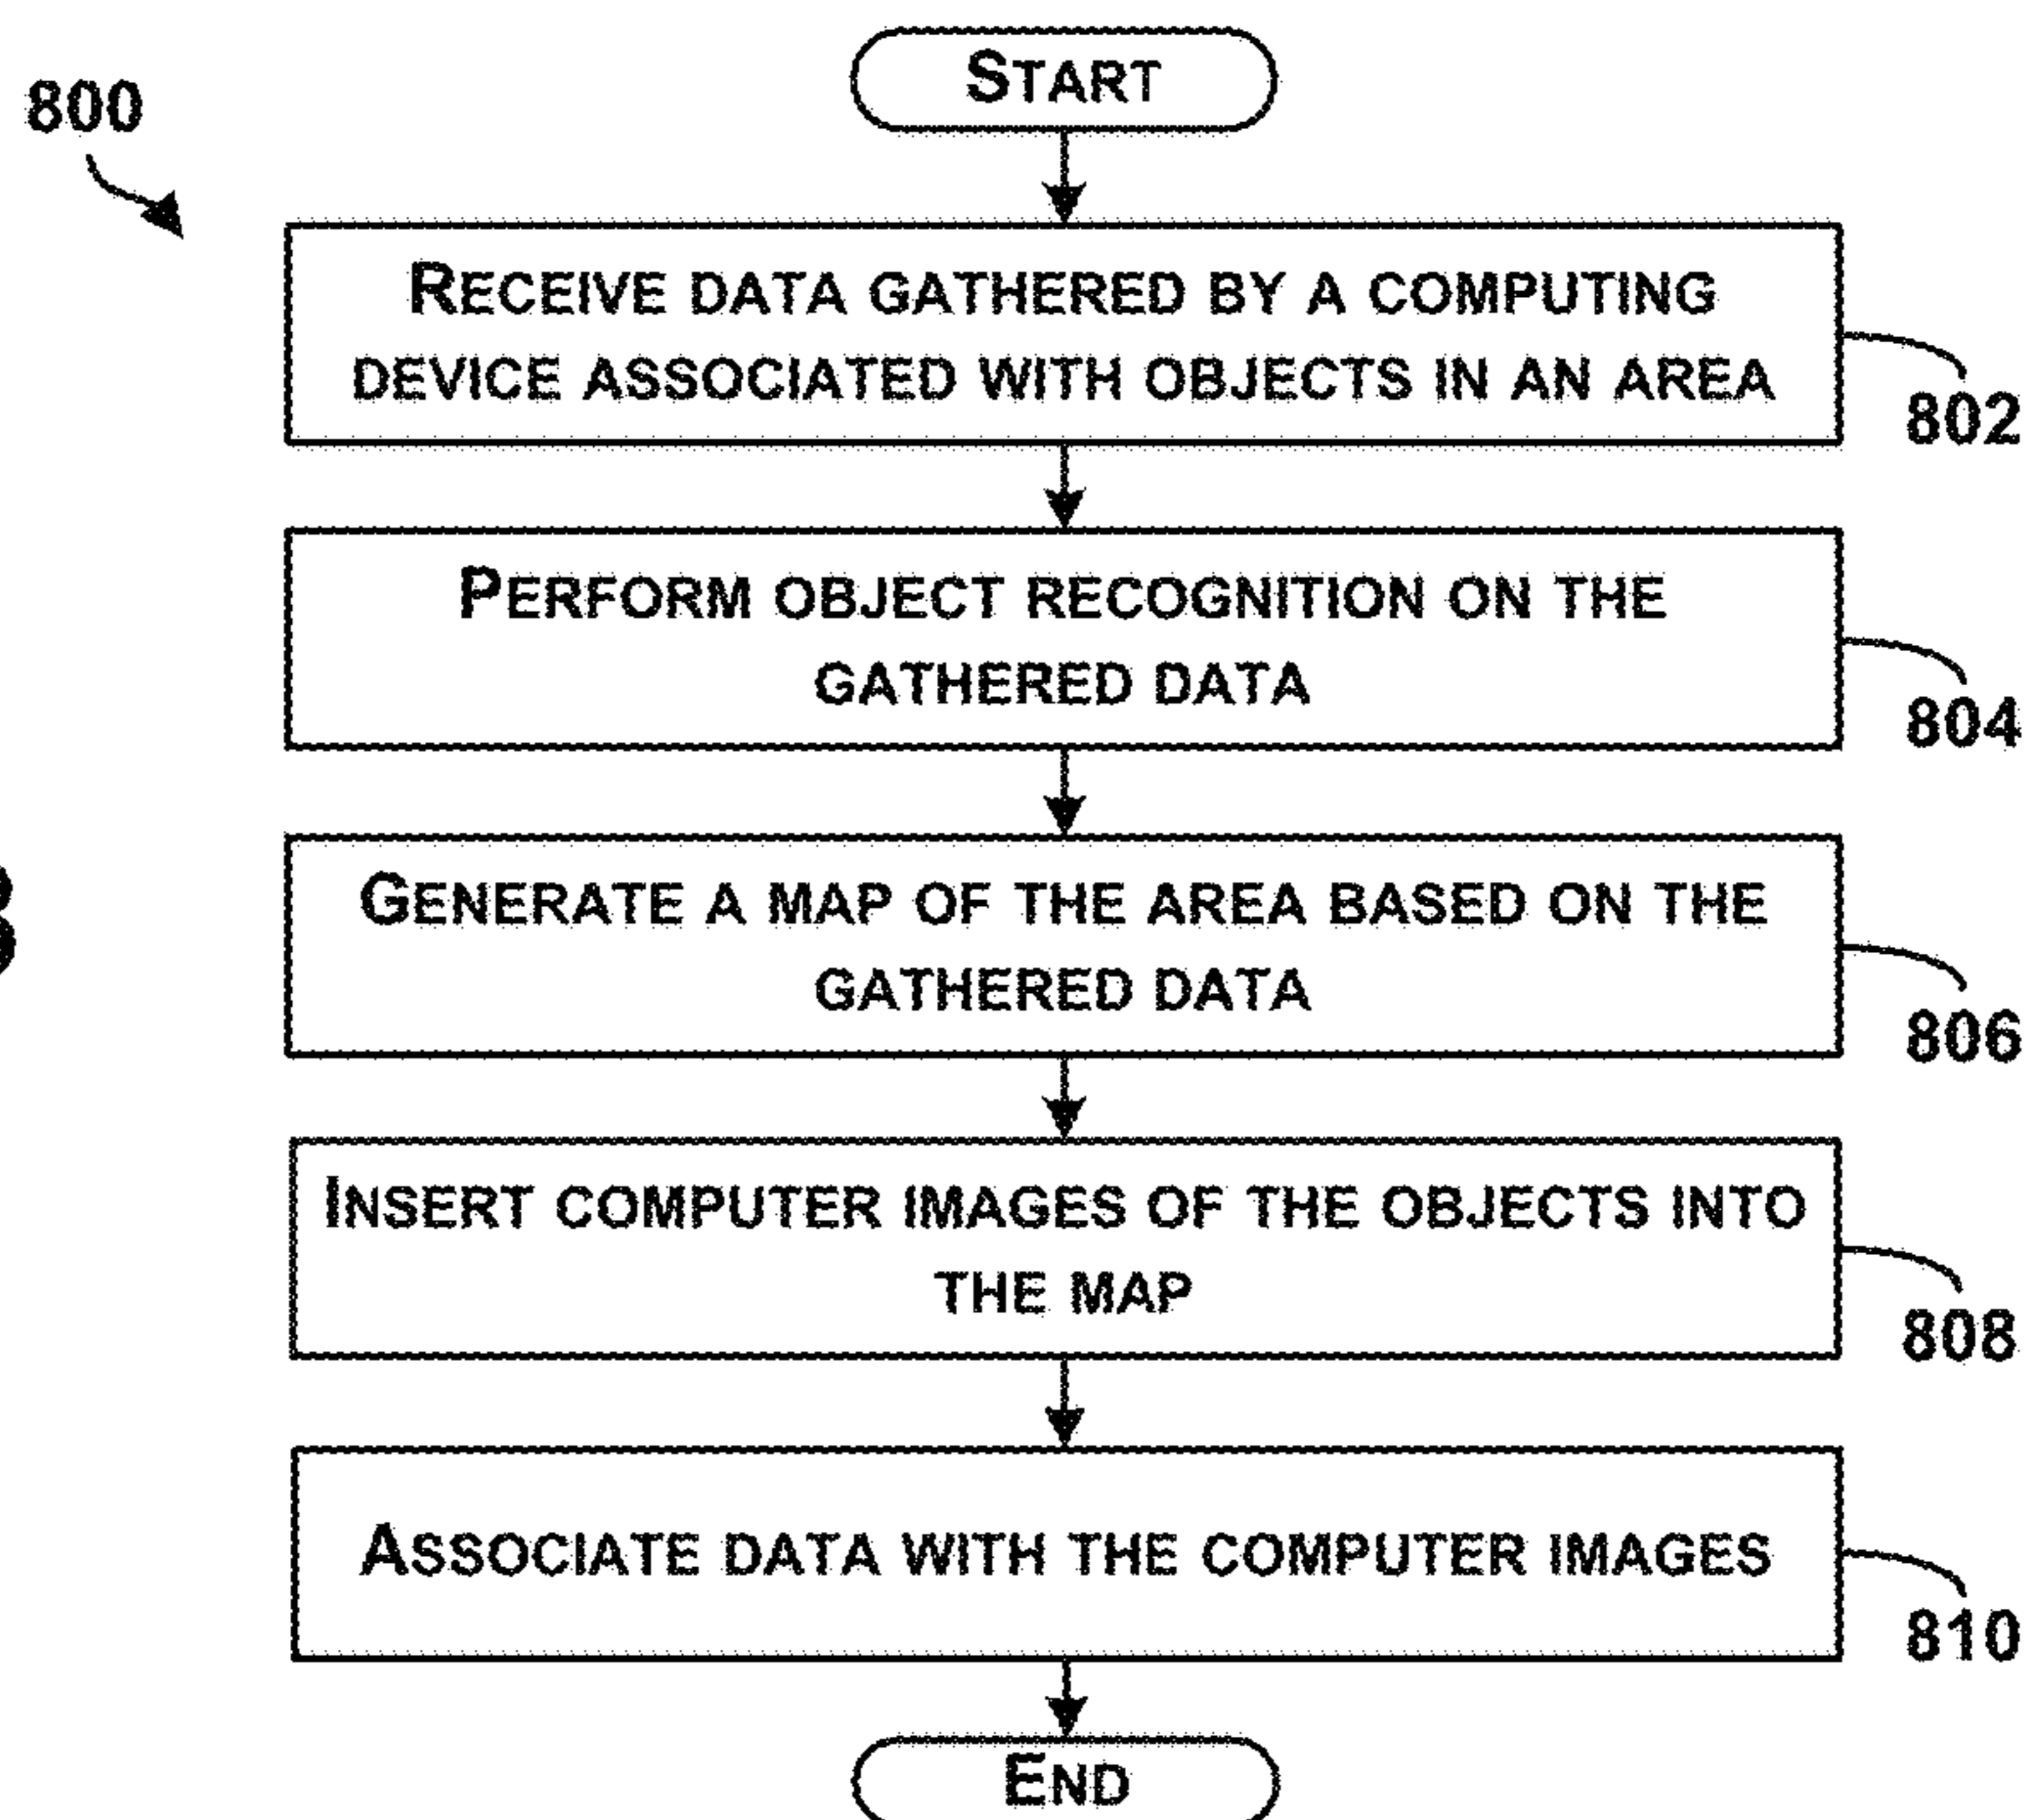 START
800
RECEIVE DATA GATHERED BY A COMPUTING
DEVICE ASSOCIATED WITH OBJECTS IN AN AREA
802
PERFORM OBJECT RECOGNITION ON THE
GATHERED DATA
804
GENERATE A MAP OF THE AREA BASED ON THE
GATHERED DATA
806
INSERT COMPUTER IMAGES OF THE OBJECTS INTO
THE MAP
808
ASSOCIATE DATA WITH THE COMPUTER IMAGES
810
END